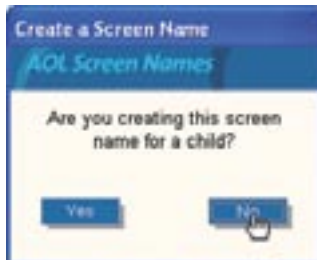 Create a Screen Name
AOL Screen Names
Are you creating this screen
name for a child?
Yes
No